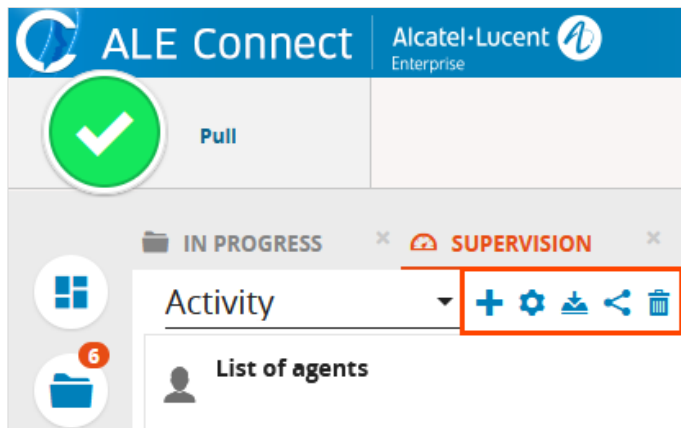 ALE Connect
Alcatel·Lucent
Enterprise
Pull
IN PROGRESS
SUPERVISION
Activity
6
List of agents